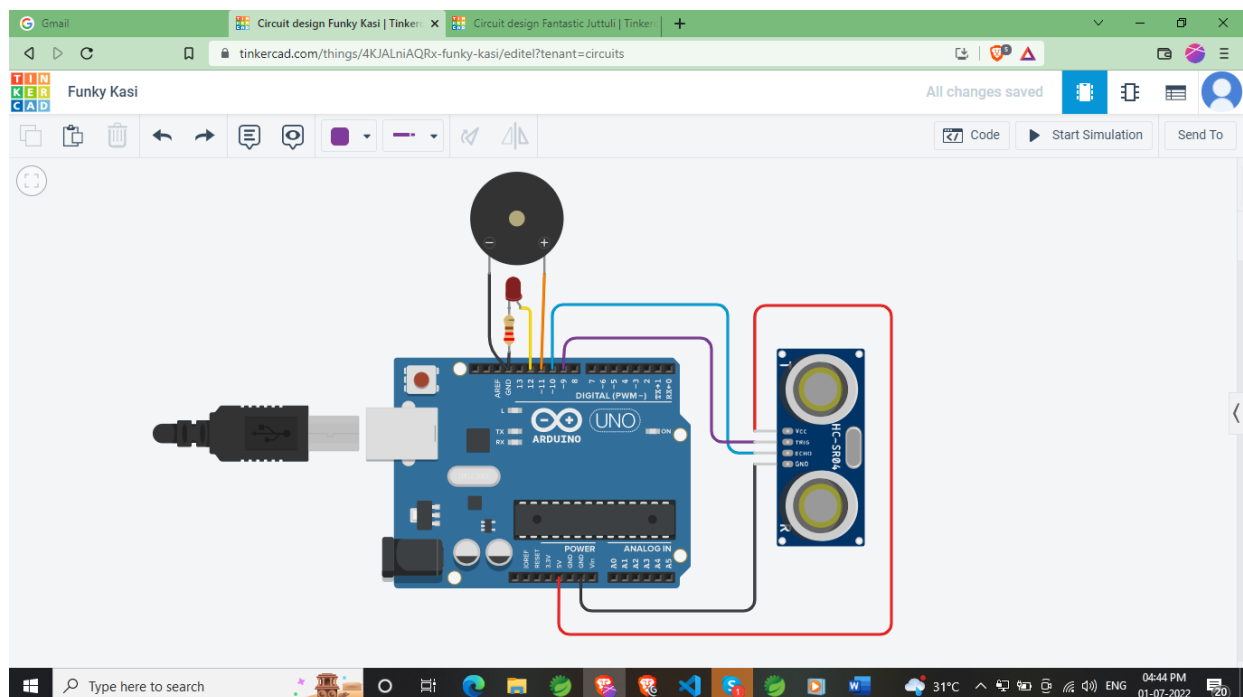 Gmail
Circuit design Funky Kasi | Tinker
Circuit design Fantastic Juttuli | Tinker
tinkercad.com/things/4KJALniAQRx-funky-kasi/editel?tenant=circuits
5
TIN
KER
CAD
Funky Kasi
All changes saved
Code
Start Simulation
Send To
AREF
GND
13
12
~11
~10
~9
8
7
~6
~5
4
~3
2
TX→1
RX←0
DIGITAL (PWM~)
L
TX
RX
ARDUINO
UNO
ON
T
VCC
TRIG
ECHO
GND
HC-SR04
R
POWER
ANALOG IN
IOREF
RESET
3.3V
5V
GND
GND
Vin
A0
A1
A2
A3
A4
A5
Type here to search
31°C
ENG
04:44 PM
01-07-2022
20